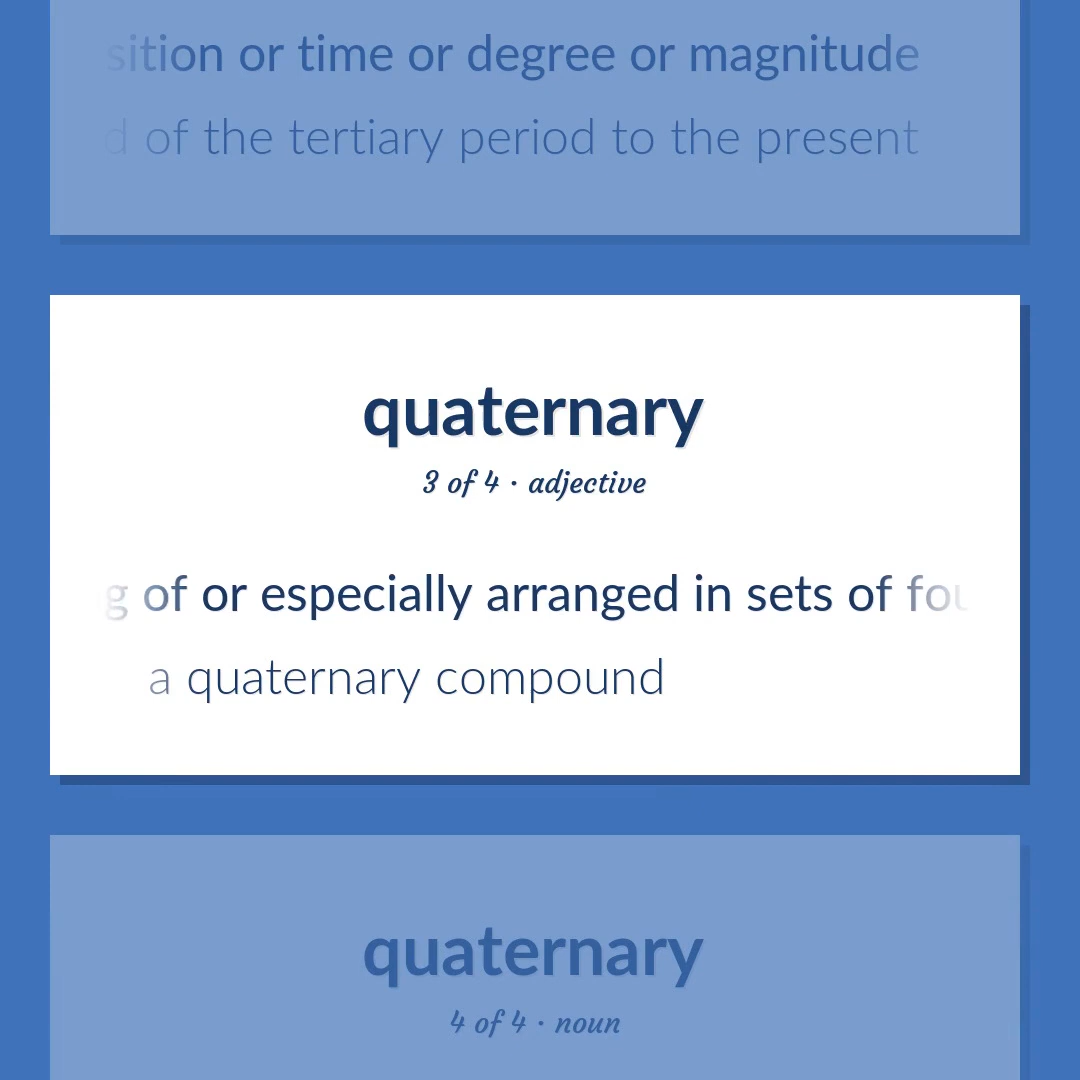 sition or time or degree or magnitude
d of the tertiary period to the present
quaternary
3 of 4 · adjective
g of or especially arranged in sets of fou
a quaternary compound
quaternary
4 of 4 · noun